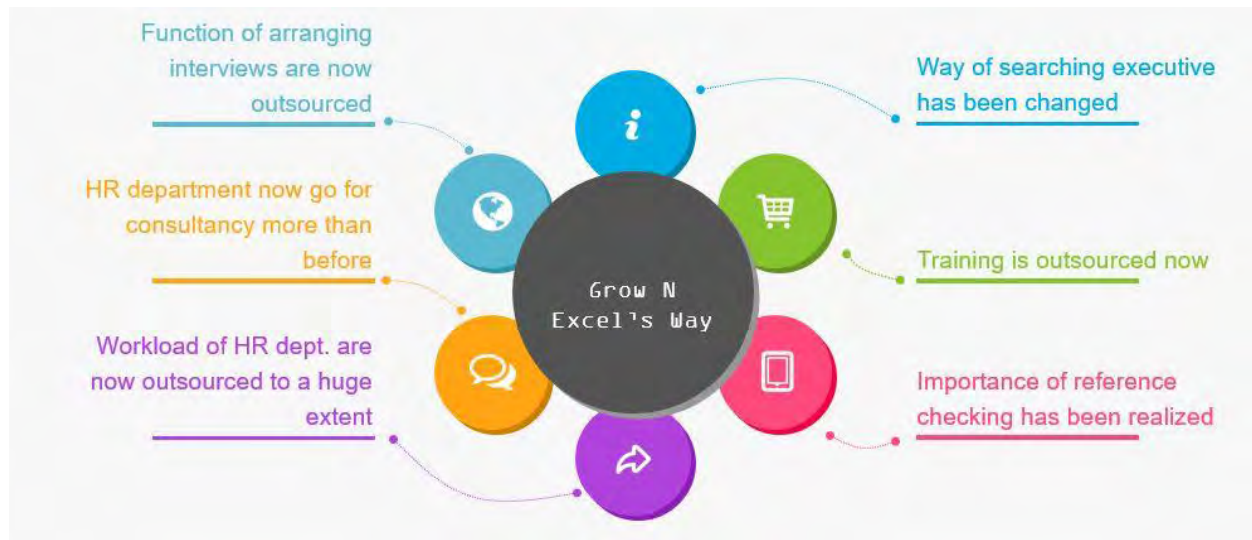 Function of arranging
interviews are now
outsourced
HR department now go for
consultancy more than
before
Workload of HR dept. are
now outsourced to a huge
extent
Grow N
Excel's Way
Way of searching executive
has been changed
Training is outsourced now
Importance of reference
checking has been realized